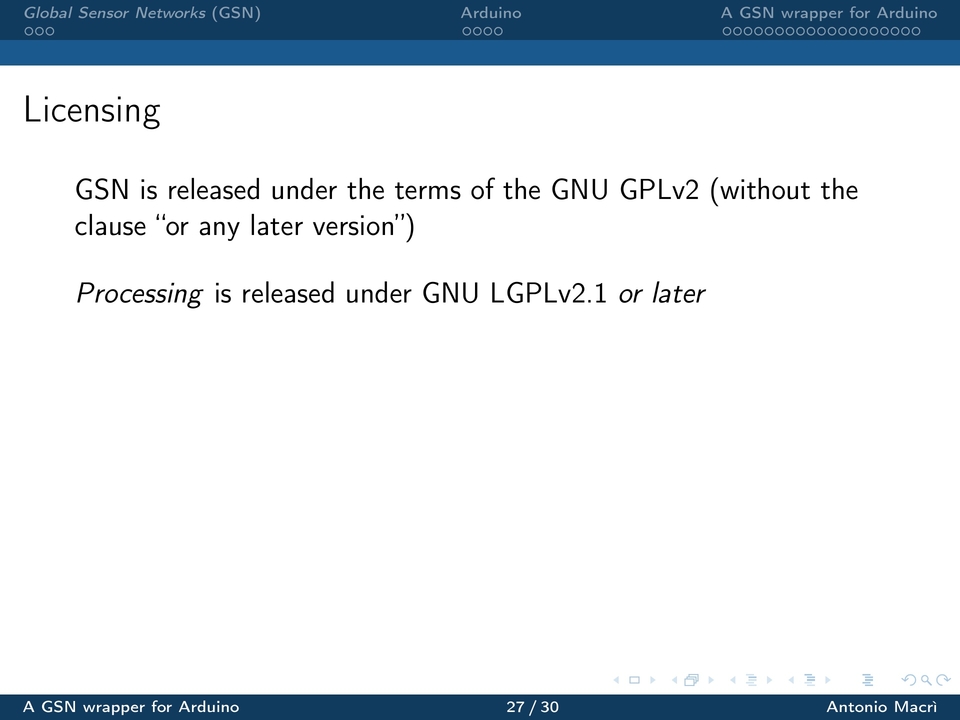 Global Sensor Networks (GSN) Arduino A GSN wrapper for Arduino
Licensing
GSN is released under the terms of the GNU GPLv2 (without the
clause “or any later version”)
Processing is released under GNU LGPLv2.1 or later
A GSN wrapper for Arduino 27 / 30 Antonio Macrì